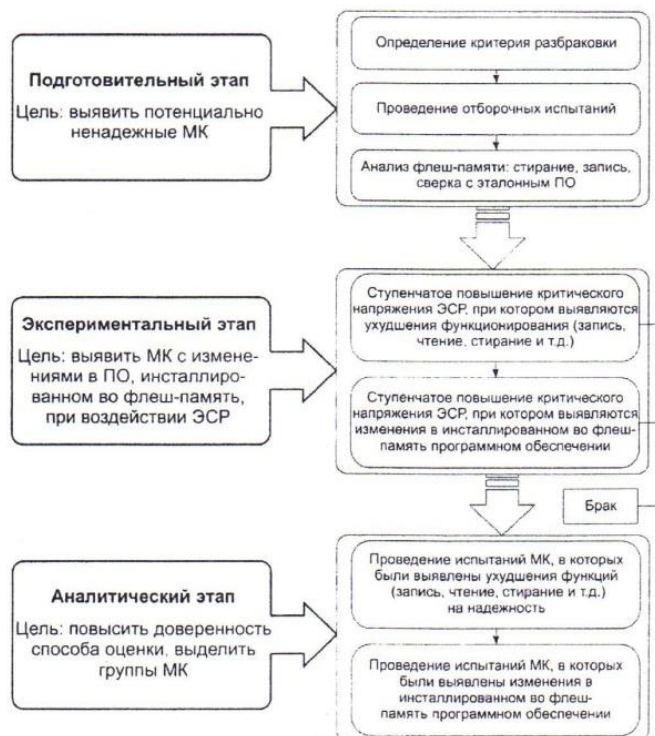 Подготовительный этап
Цель: выявить потенциально
ненадежные МК
Определение критерия разбраковки
Проведение отборочных испытаний
Анализ флеш-памяти: стирание, запись,
сверка с эталонным ПО
Экспериментальный этап
Цель: выявить МК с измене-
ниями в ПО, инсталлиро-
ванном во флеш-память,
при воздействии ЭСР
Ступенчатое повышение критического
напряжения ЭСР, при котором выявляются
ухудшения функционирования (запись,
чтение, стирание и т.д.)
Ступенчатое повышение критического
напряжения ЭСР, при котором выявляются
изменения в инсталлированном во флеш-
память программном обеспечении
Брак
Аналитический этап
Цель: повысить доверенность
способа оценки, выделить
группы МК
Проведение испытаний МК, в которых
были выявлены ухудшения функций
(запись, чтение, стирание и т.д.)
на надежность
Проведение испытаний МК, в которых
были выявлены изменения в
инсталлированном во флеш-
память программном обеспечении